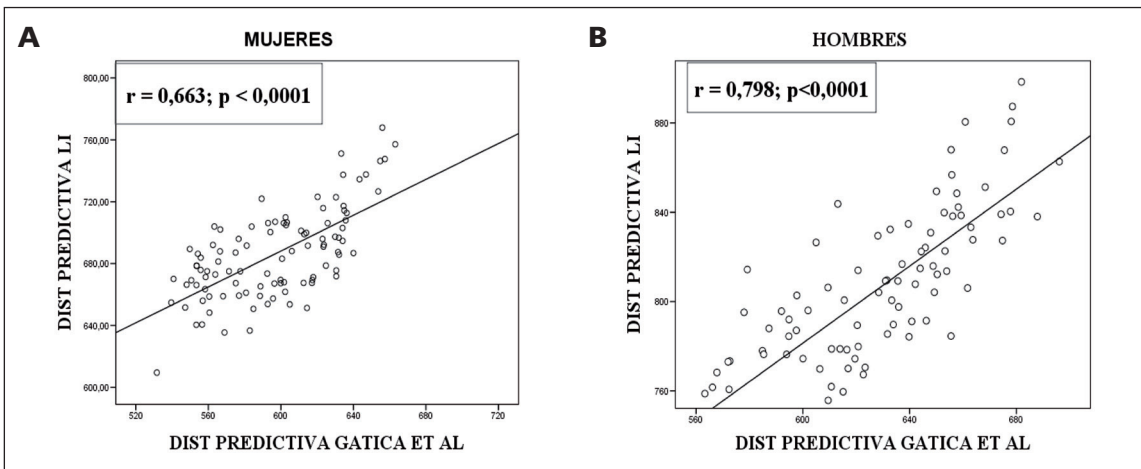 A
MUJERES
r = 0,663; p < 0,0001
DIST PREDICTIVA LI
800,00
760,00
720,00
680,00
640,00
600,00
520
560
600
640
680
720
DIST PREDICTIVA GATICA ET AL
B
HOMBRES
r = 0,798; p<0,0001
DIST PREDICTIVA LI
880
840
800
760
560
600
640
680
DIST PREDICTIVA GATICA ET AL